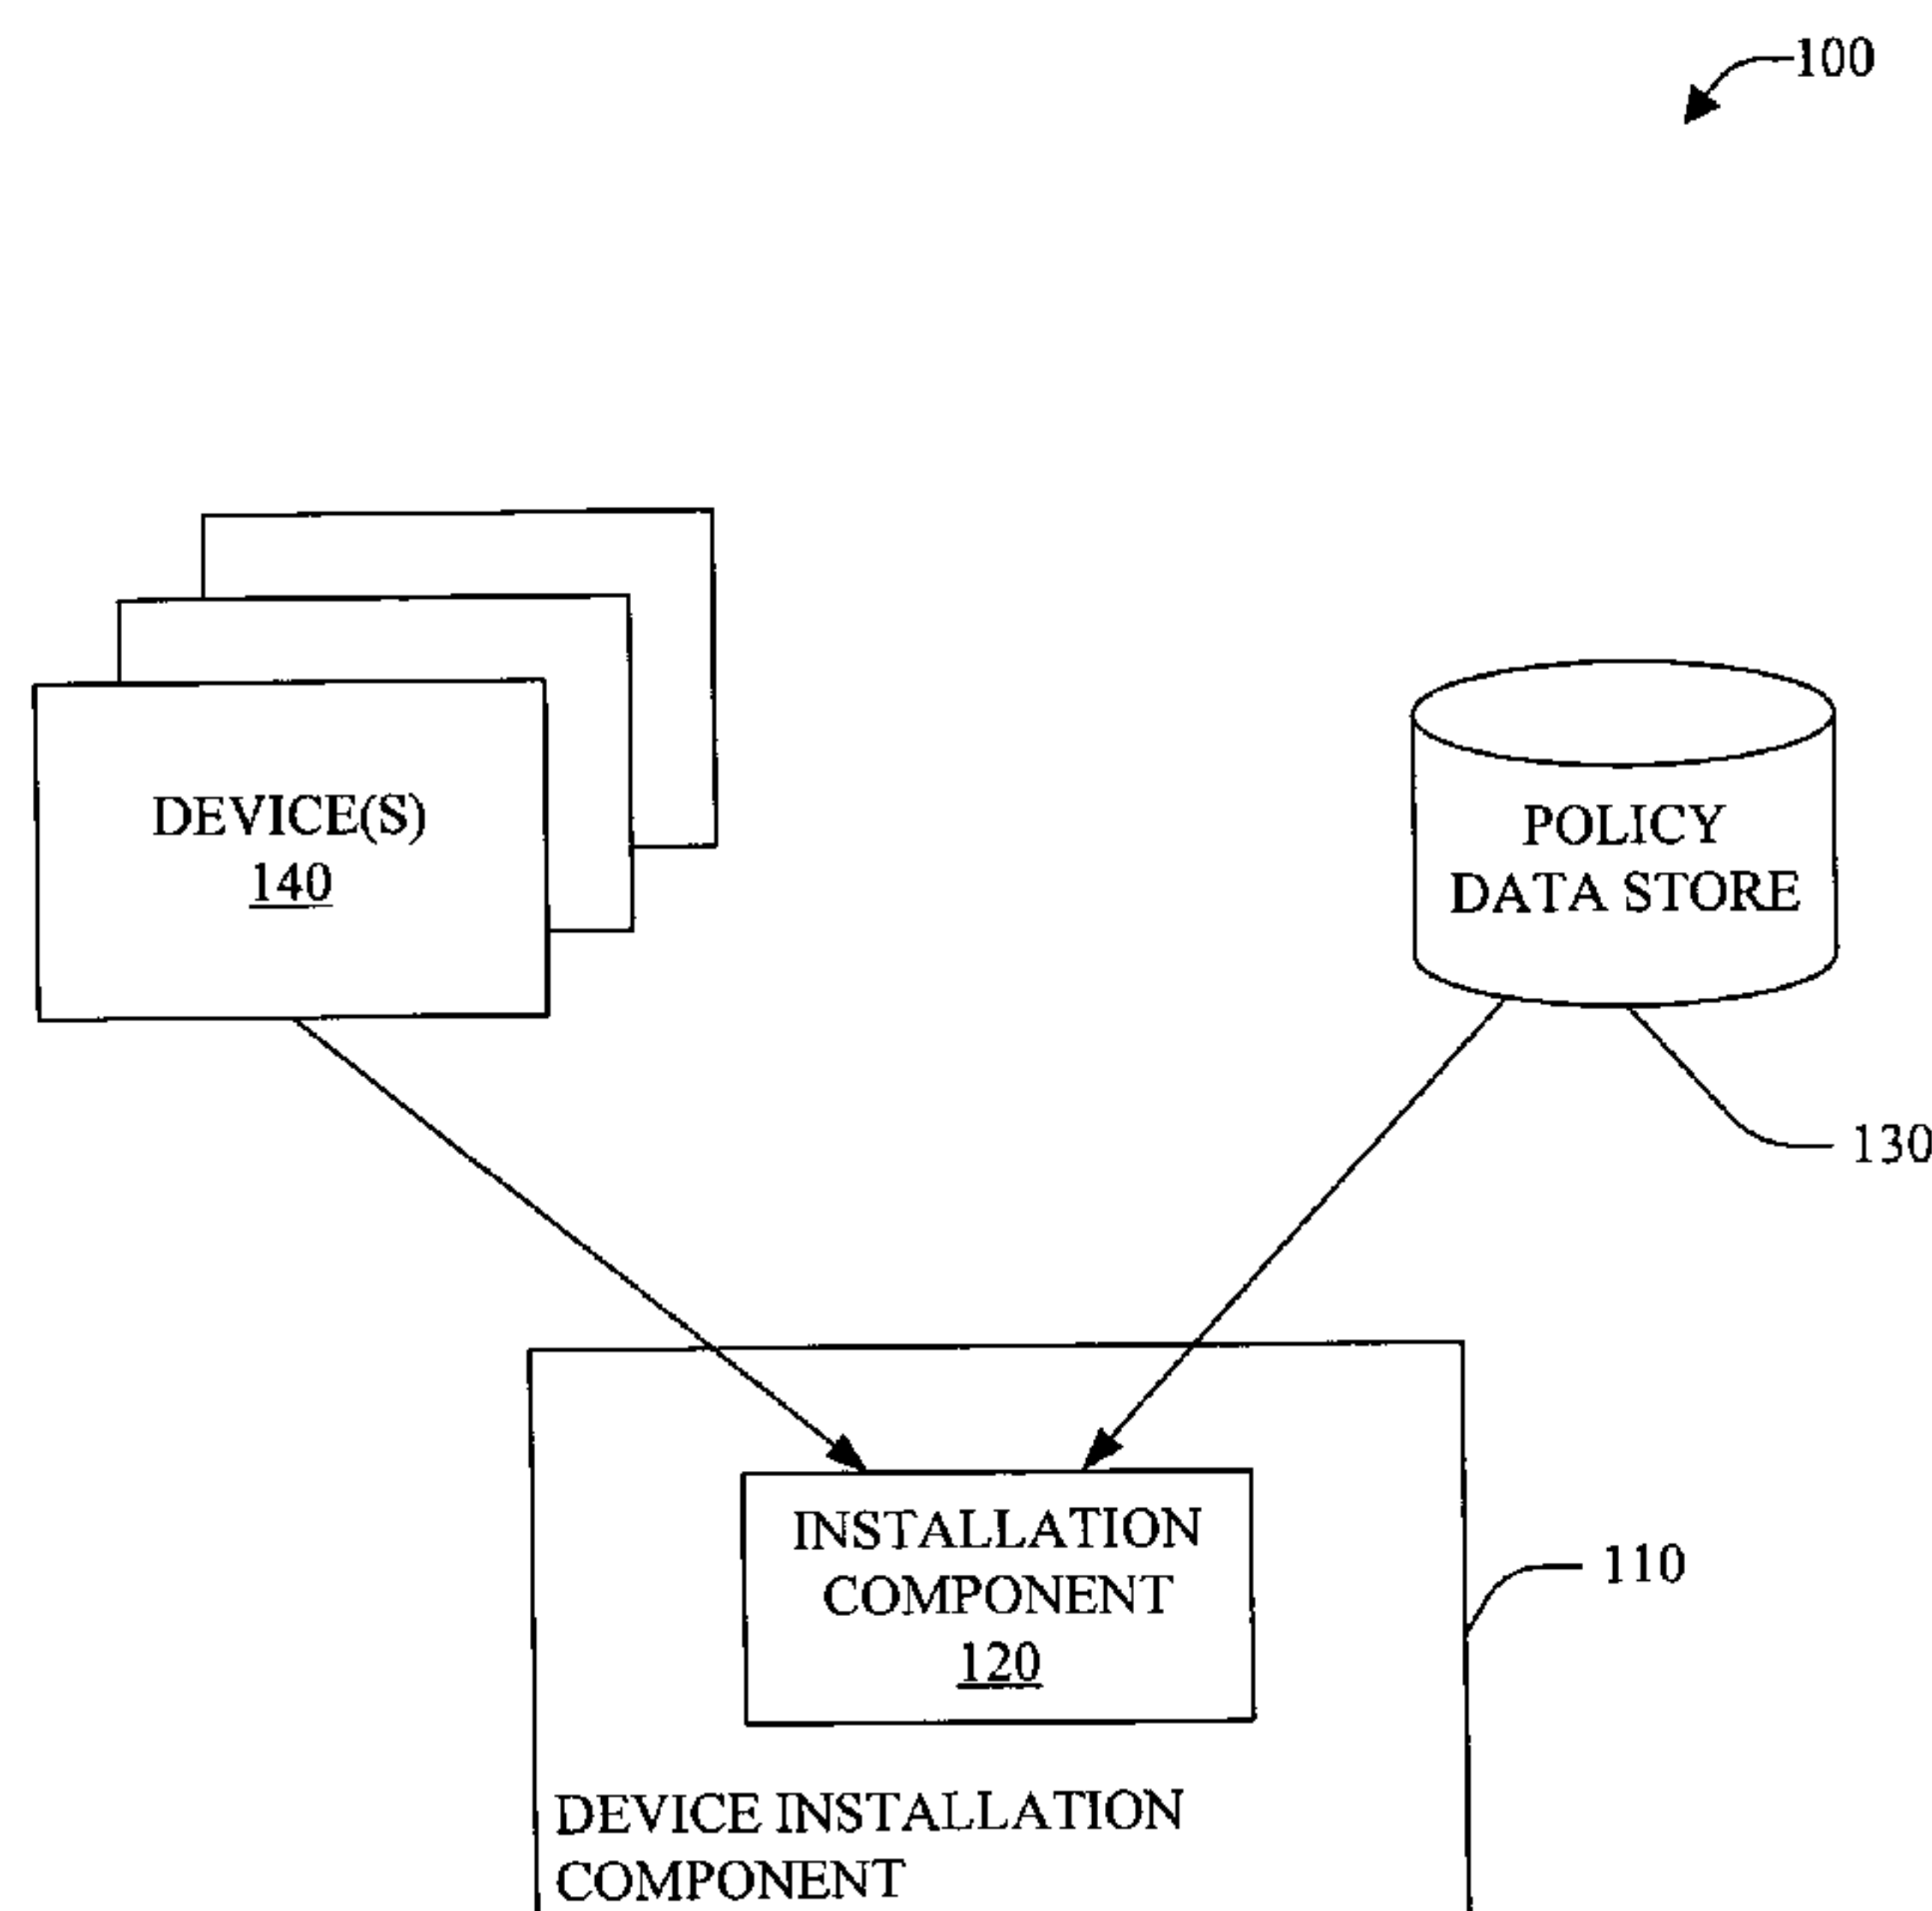 100
DEVICE(S)
140
POLICY
DATA STORE
130
INSTALLATION
COMPONENT
120
110
DEVICE INSTALLATION
COMPONENT